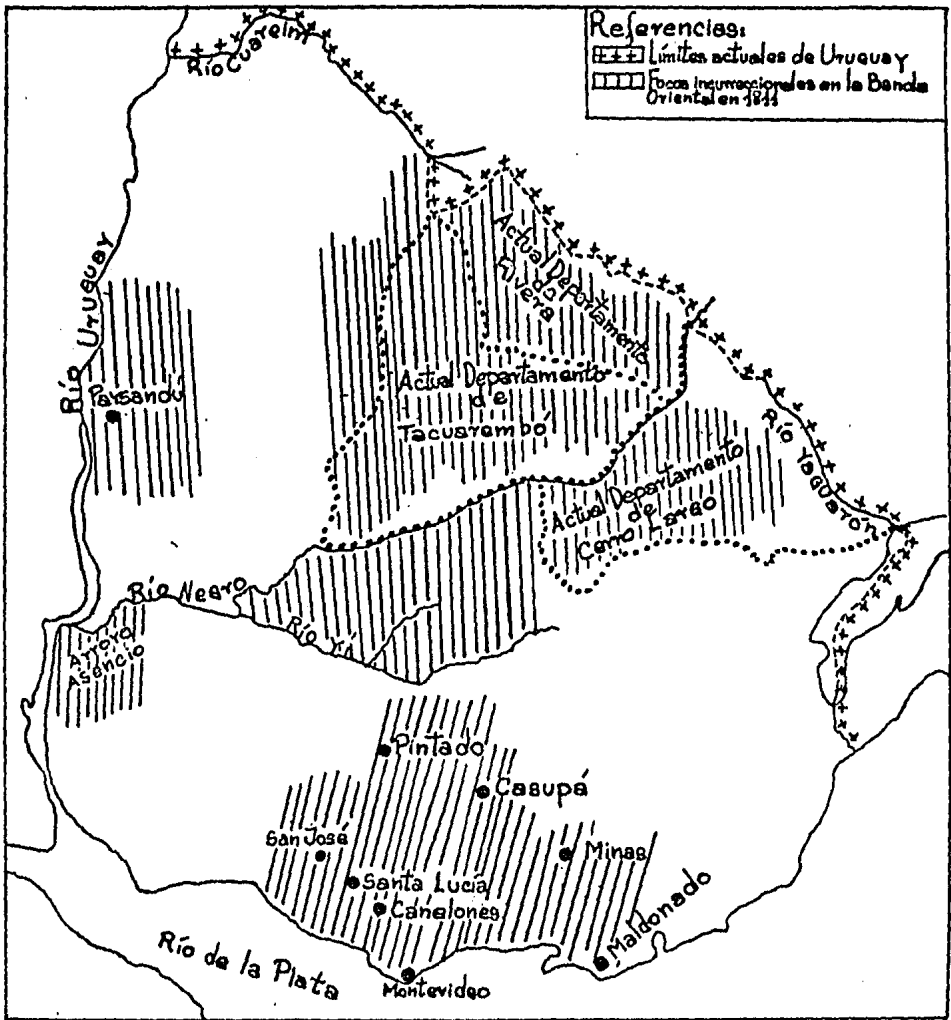 Referencias:
Límites actuales de Uruguay
Focos insurreccionales en la Banda
Oriental en 1811
Río Cuareim
Río Uruguay
Actual Departamento
de
Rivera
Paysandú
Actual Departamento
de
Tacuarembó
Río Yaguarón
Actual Departamento
de
Cerro Largo
Río Negro
Río Yí
Arroyo
Asencio
Pintado
Casupá
San José
Minas
Santa Lucía
Canelones
Maldonado
Río de la Plata
Montevideo